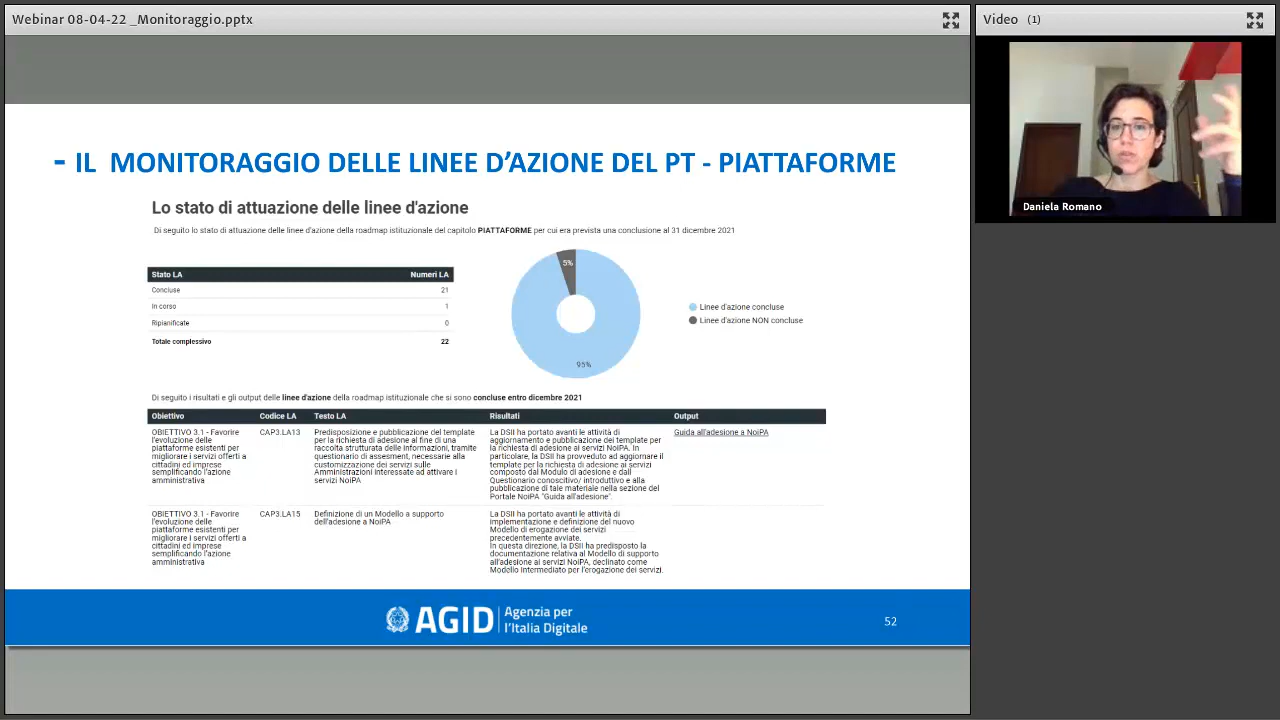 Webinar 08-04-22 _Monitoraggio.pptx
Video (1)
Daniela Romano
- IL MONITORAGGIO DELLE LINEE D'AZIONE DEL PT - PIATTAFORME
Lo stato di attuazione delle linee d'azione
Di seguito lo stato di attuazione delle linee d'azione della roadmap istituzionale del capitolo PIATTAFORME per cui era prevista una conclusione al 31 dicembre 2021
Stato LA Numeri LA
Concluse 21
In corso 1
Ripianificate 0
Totale complessivo 22
5%
95%
Linee d'azione concluse
Linee d'azione NON concluse
Di seguito i risultati e gli output delle linee d'azione della roadmap istituzionale che si sono concluse entro dicembre 2021
Obiettivo Codice LA Testo LA Risultati Output
OBIETTIVO 3.1 - Favorire
l'evoluzione delle
piattaforme esistenti per
migliorare i servizi offerti a
cittadini ed imprese
semplificando l'azione
amministrativa
CAP3.LA13
Predisposizione e pubblicazione del template
per la richiesta di adesione al fine di una
raccolta strutturata delle informazioni, tramite
questionario di assesment, necessarie alla
customizzazione dei servizi sulle
Amministrazioni interessate ad attivare i
servizi NoiPA
La DSII ha portato avanti le attività di
aggiornamento e pubblicazione del template per
la richiesta di adesione ai servizi NoiPA. In
particolare, la DSII ha provveduto ad aggiornare il
template per la richiesta di adesione ai servizi
composto dal Modulo di adesione e dall
Questionario conoscitivo/ introduttivo e alla
pubblicazione di tale materiale nella sezione del
Portale NoiPA "Guida all'adesione".
Guida all'adesione a NoiPA
OBIETTIVO 3.1 - Favorire
l'evoluzione delle
piattaforme esistenti per
migliorare i servizi offerti a
cittadini ed imprese
semplificando l'azione
amministrativa
CAP3.LA15
Definizione di un Modello a supporto
dell'adesione a NoiPA
La DSII ha portato avanti le attività di
implementazione e definizione del nuovo
Modello di erogazione dei servizi
precedentemente avviate.
In questa direzione, la DSII ha predisposto la
documentazione relativa al Modello di supporto
all'adesione ai servizi NoiPA, declinato come
Modello Intermediato per l'erogazione dei servizi.
AGID
Agenzia per
l'Italia Digitale
52